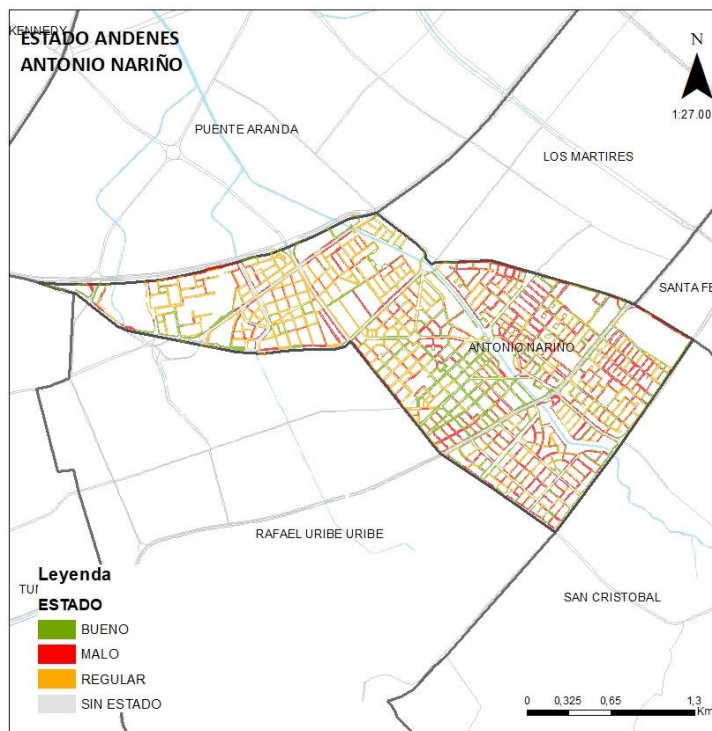 KENNEDY
ESTADO ANDENES
ANTONIO NARIÑO
N
1:27.00
PUENTE ARANDA
LOS MARTIRES
SANTA FE
ANTONIO NARIÑO
RAFAEL URIBE URIBE
SAN CRISTOBAL
TUN
Leyenda
ESTADO
BUENO
MALO
REGULAR
SIN ESTADO
0 0,325 0,65 1,3
Km